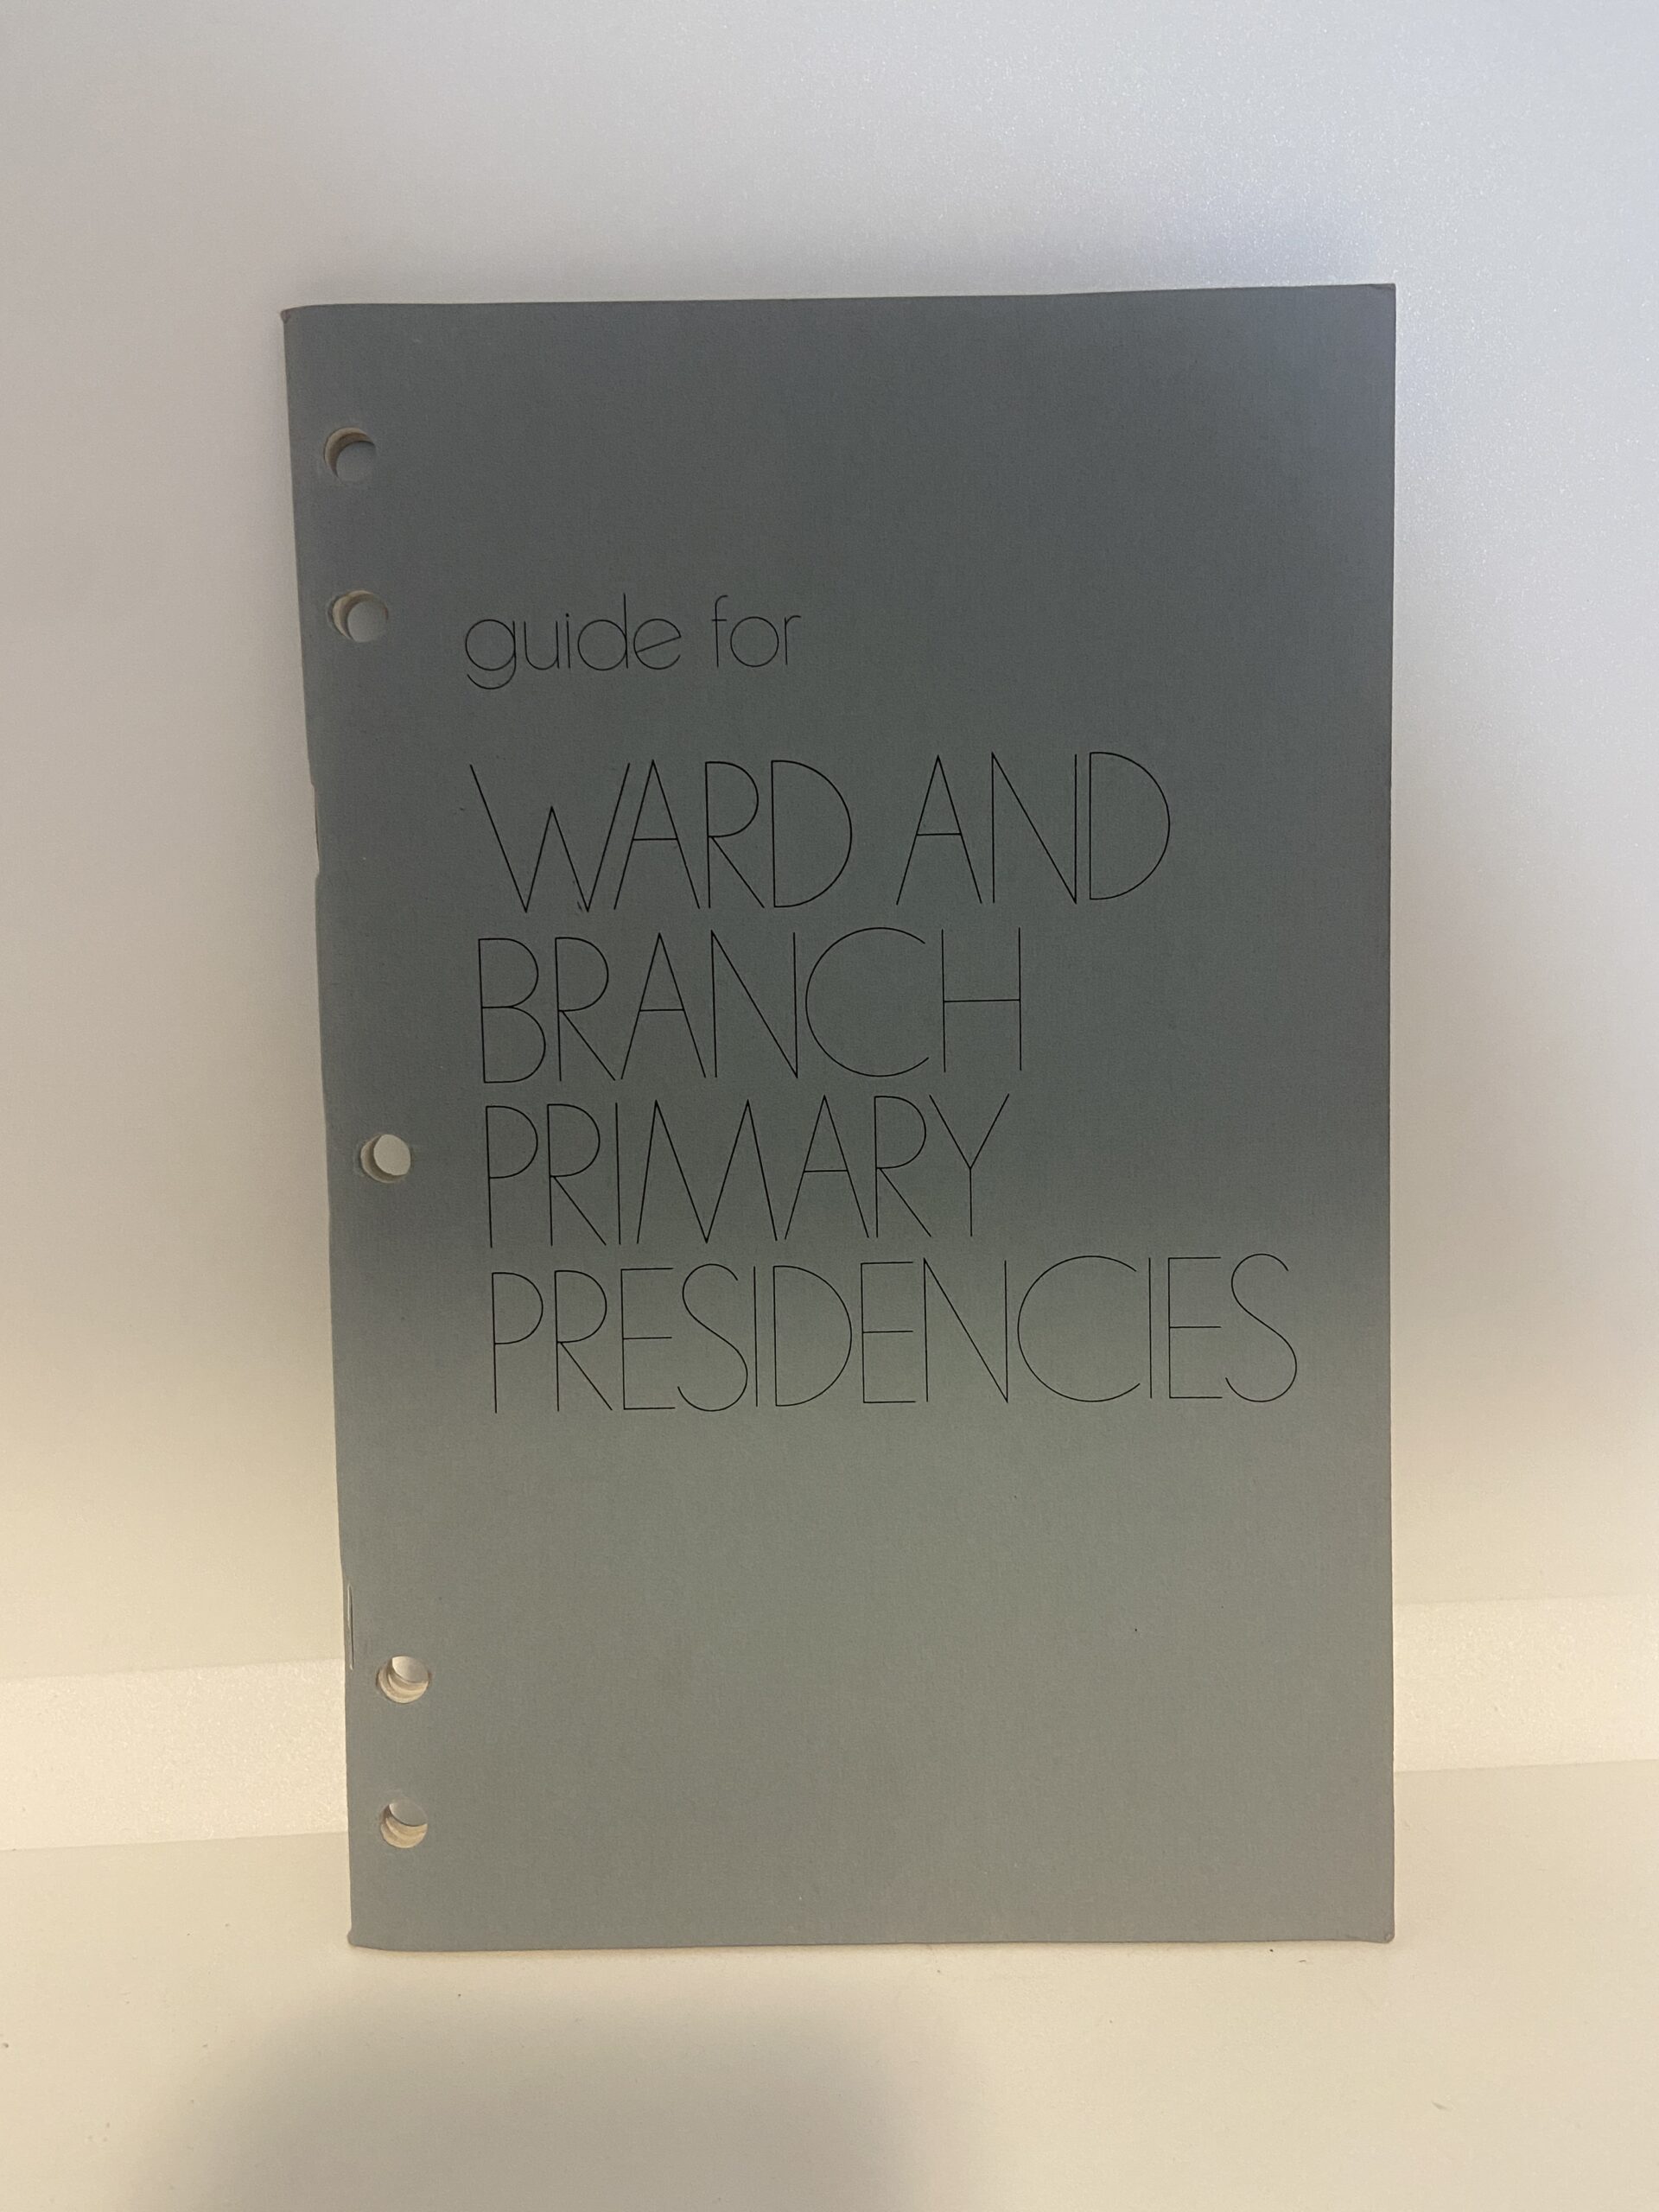 guide for
WARD AND
BRANCH
PRIMARY
PRESIDENCIES